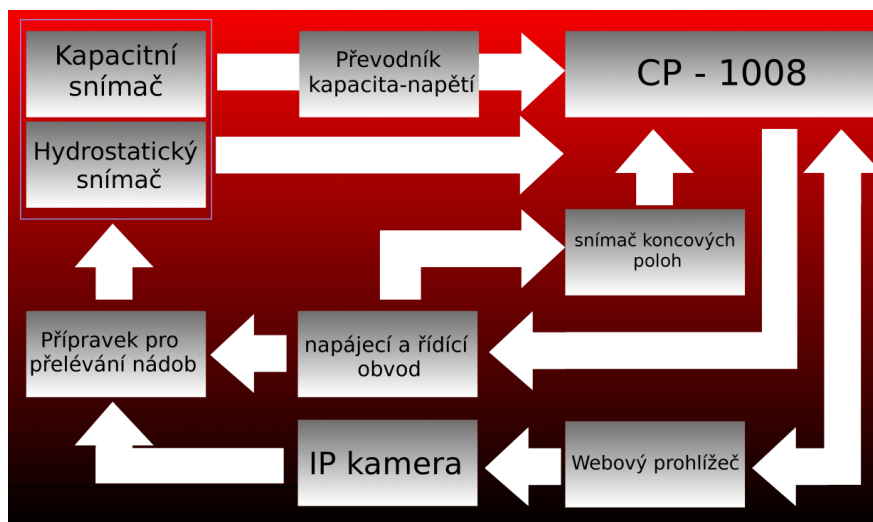 Kapacitní
snímač
Převodník
kapacita-napětí
CP - 1008
Hydrostatický
snímač
snímač koncových
poloh
Přípravek pro
přelévání nádob
napájecí a řídící
obvod
IP kamera
Webový prohlížeč